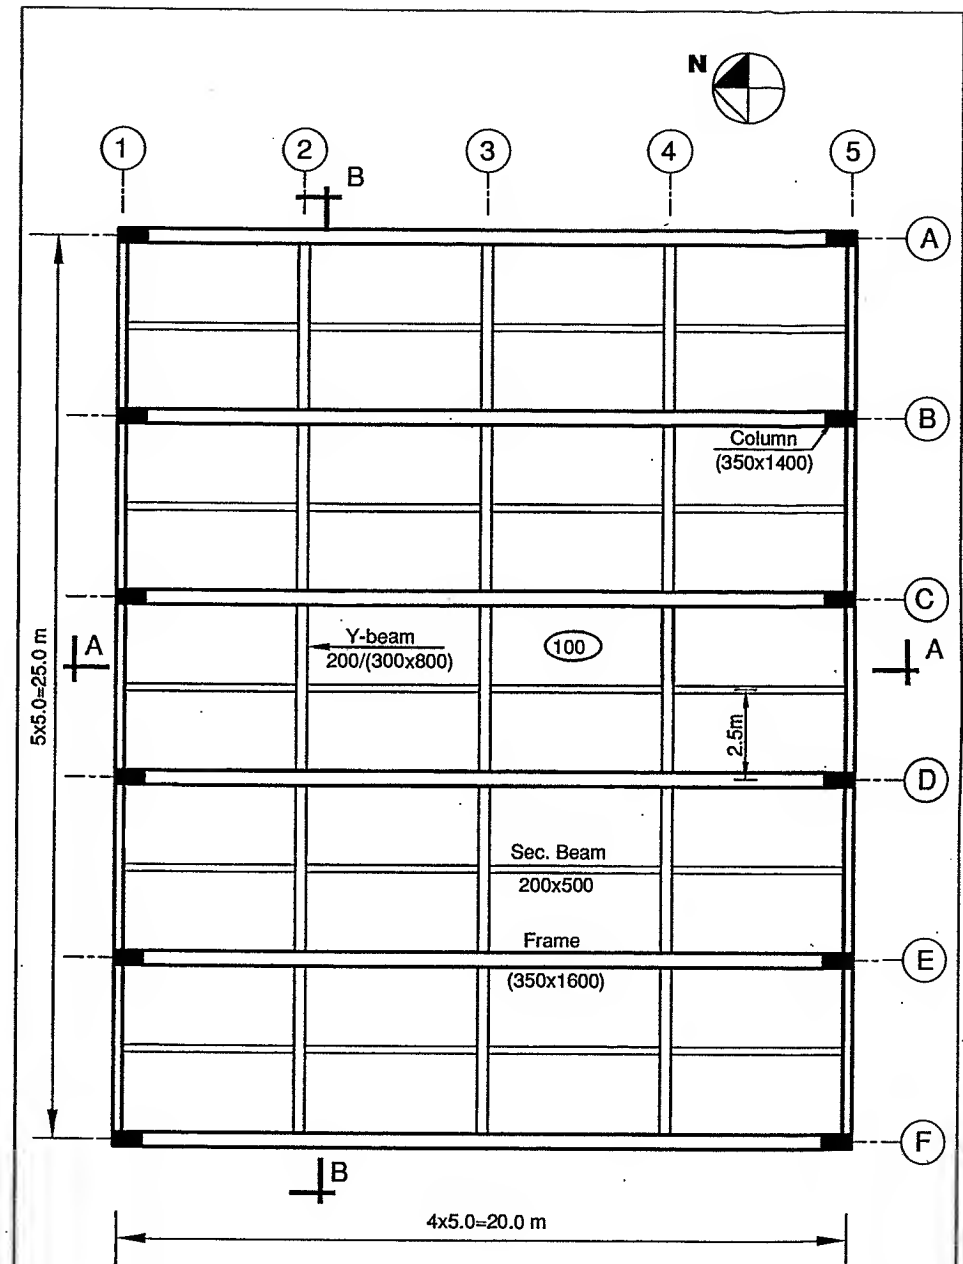 N
1
2
3
4
5
B
A
B
Column
(350x1400)
C
A
Y-beam
200/(300x800)
100
A
5x5.0=25.0 m
2.5m
D
Sec. Beam
200x500
Frame
(350x1600)
E
F
B
4x5.0=20.0 m